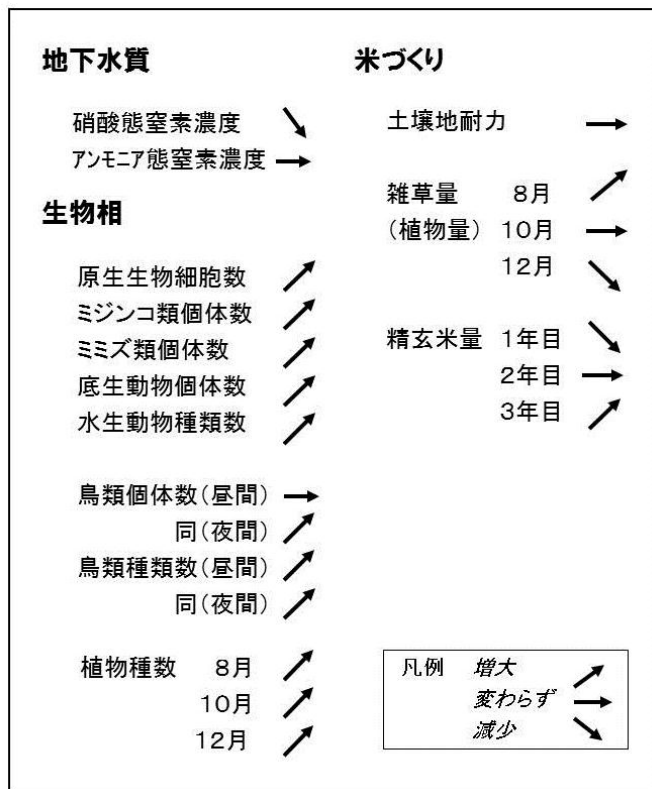 地下水質
硝酸態窒素濃度 ↘
アンモニア態窒素濃度 →
生物相
原生生物細胞数 ↗
ミジンコ類個体数 ↗
ミミズ類個体数 ↗
底生動物個体数 ↗
水生動物種類数 ↗
鳥類個体数(昼間) →
同(夜間) ↗
鳥類種類数(昼間) ↗
同(夜間) ↗
植物種数 8月 ↗
10月 ↗
12月 ↗
米づくり
土壌地耐力 →
雑草量 8月 ↗
(植物量) 10月 →
12月 ↘
精玄米量 1年目 ↘
2年目 →
3年目 ↗
凡例 増大 ↗
変わらず →
減少 ↘